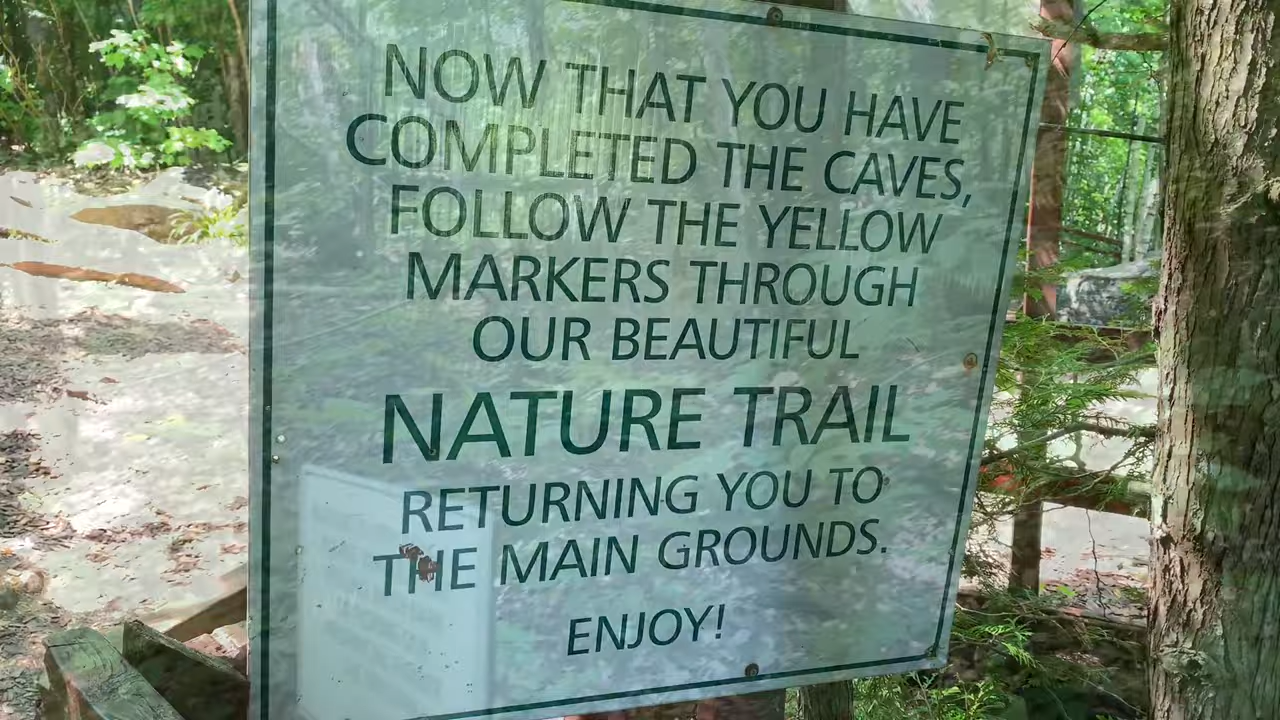 NOW THAT YOU HAVE
COMPLETED THE CAVES,
FOLLOW THE YELLOW
MARKERS THROUGH
OUR BEAUTIFUL
NATURE TRAIL
RETURNING YOU TO
THE MAIN GROUNDS.
ENJOY!